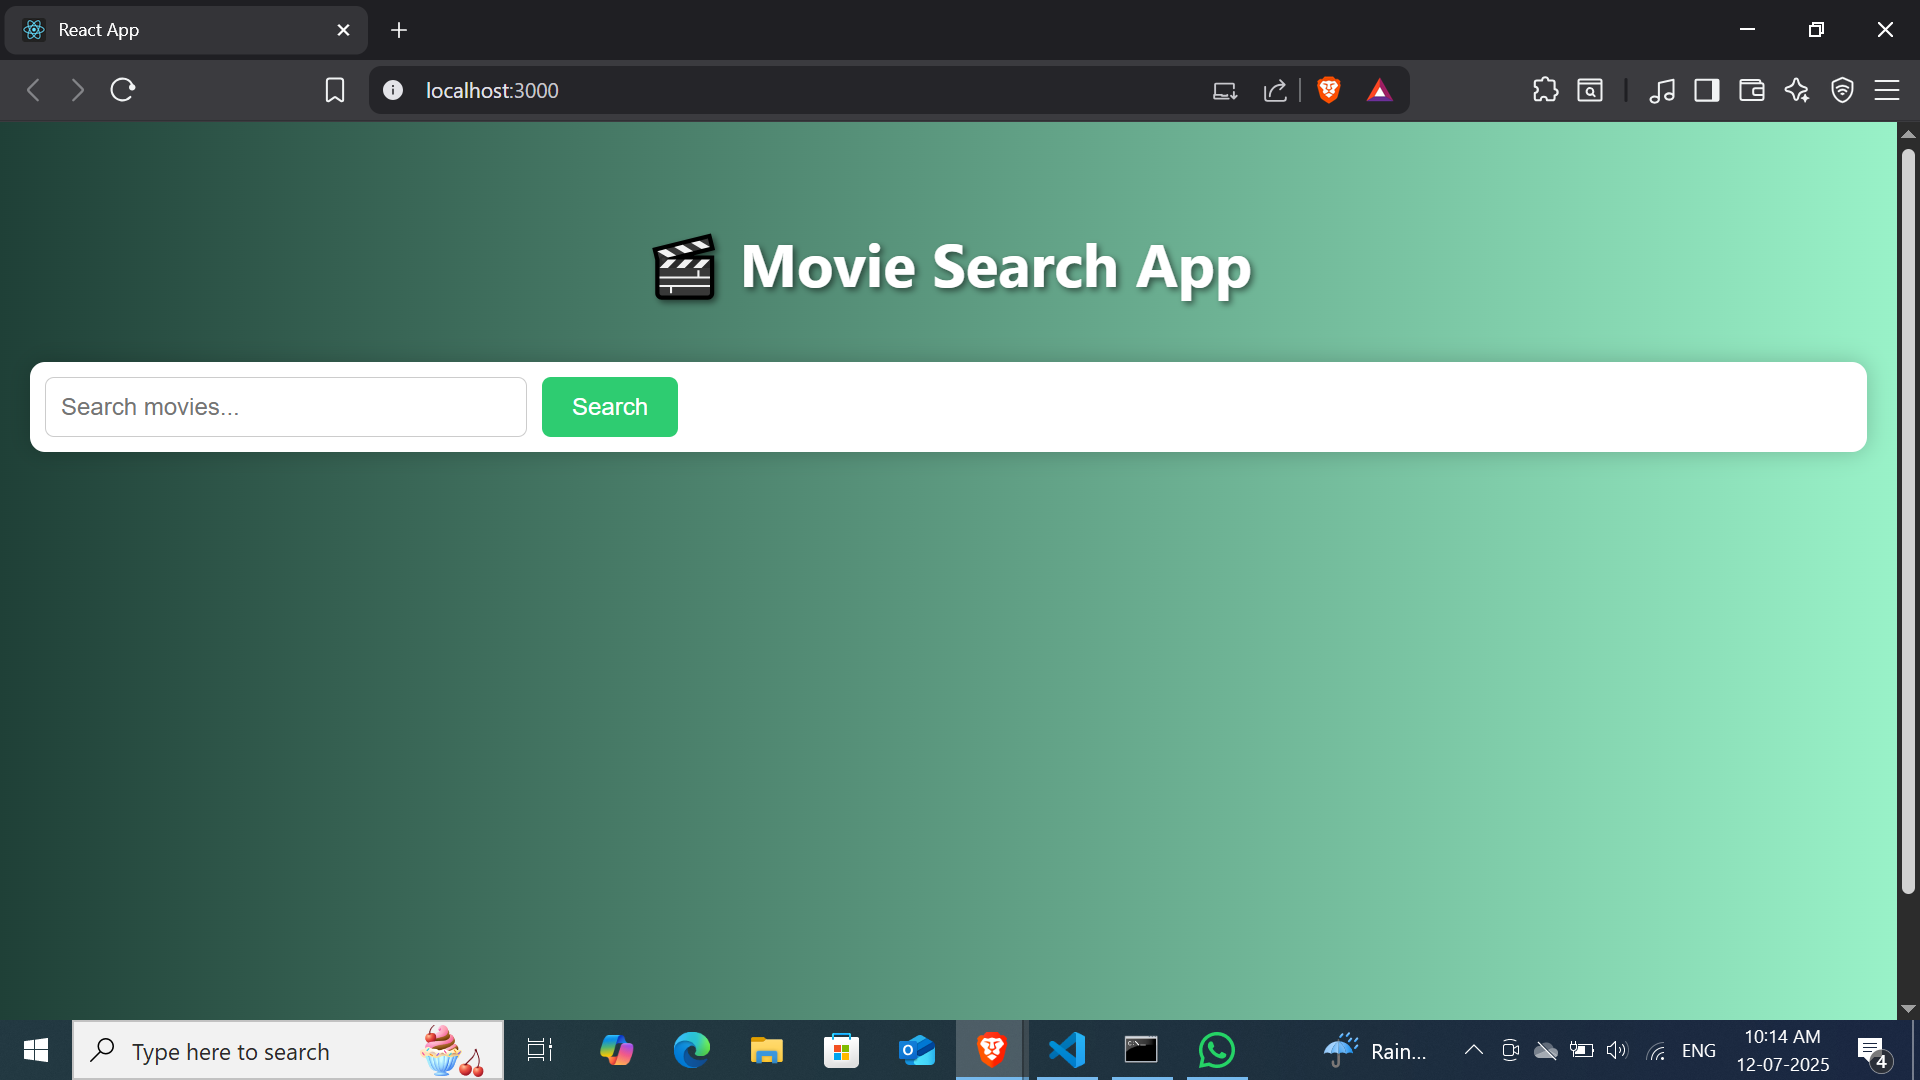 React App
localhost:3000
🎬 Movie Search App
Search movies...
Search
Type here to search
Rain...
ENG
10:14 AM
12-07-2025
4